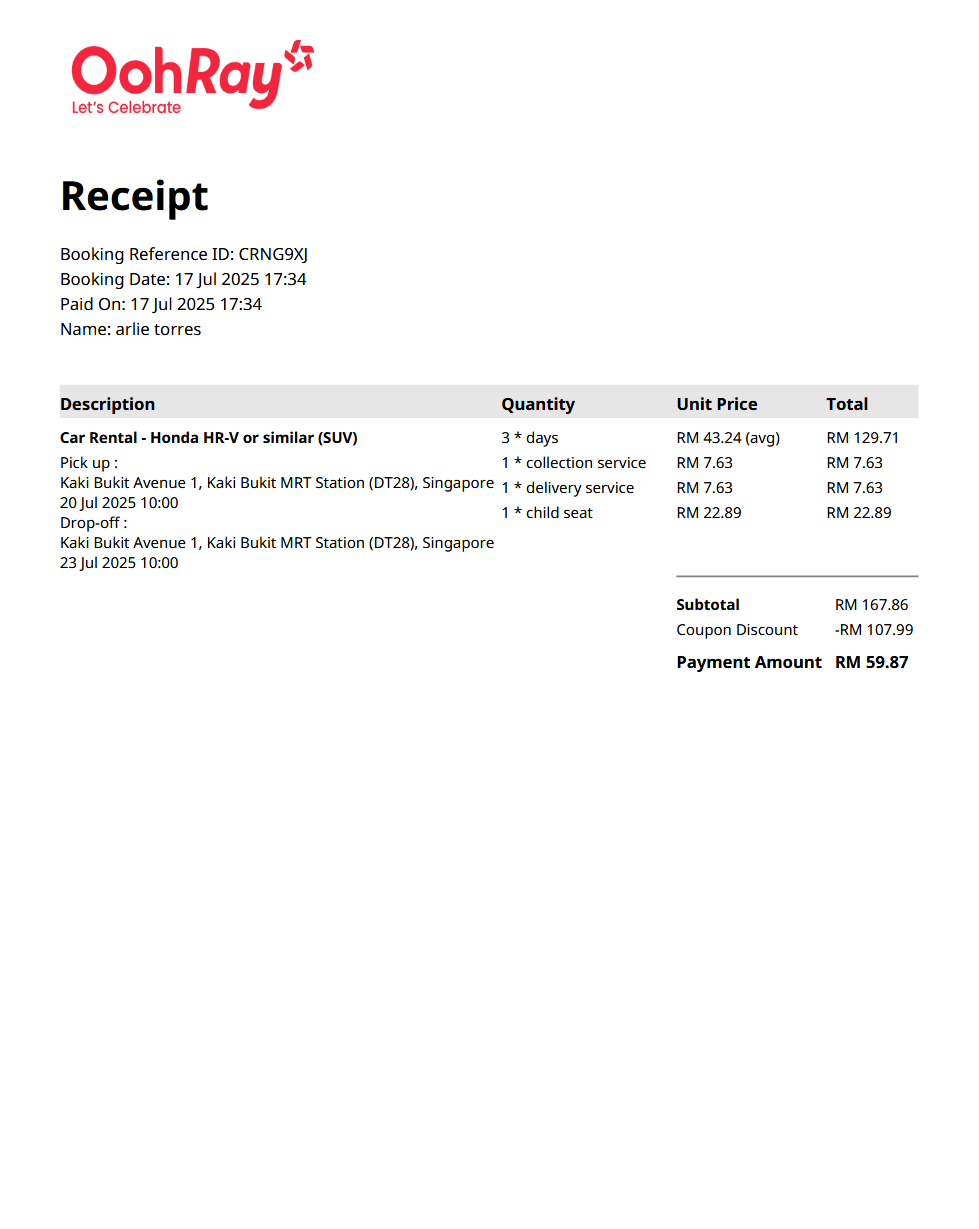 OohRay
Let's Celebrate
Receipt
Booking Reference ID: CRNG9XJ
Booking Date: 17 Jul 2025 17:34
Paid On: 17 Jul 2025 17:34
Name: arlie torres
Description Quantity Unit Price Total
Car Rental - Honda HR-V or similar (SUV) 3 * days RM 43.24 (avg) RM 129.71
Pick up : 1 * collection service RM 7.63 RM 7.63
Kaki Bukit Avenue 1, Kaki Bukit MRT Station (DT28), Singapore 1 * delivery service RM 7.63 RM 7.63
20 Jul 2025 10:00 1 * child seat RM 22.89 RM 22.89
Drop-off :
Kaki Bukit Avenue 1, Kaki Bukit MRT Station (DT28), Singapore
23 Jul 2025 10:00
Subtotal RM 167.86
Coupon Discount -RM 107.99
Payment Amount RM 59.87